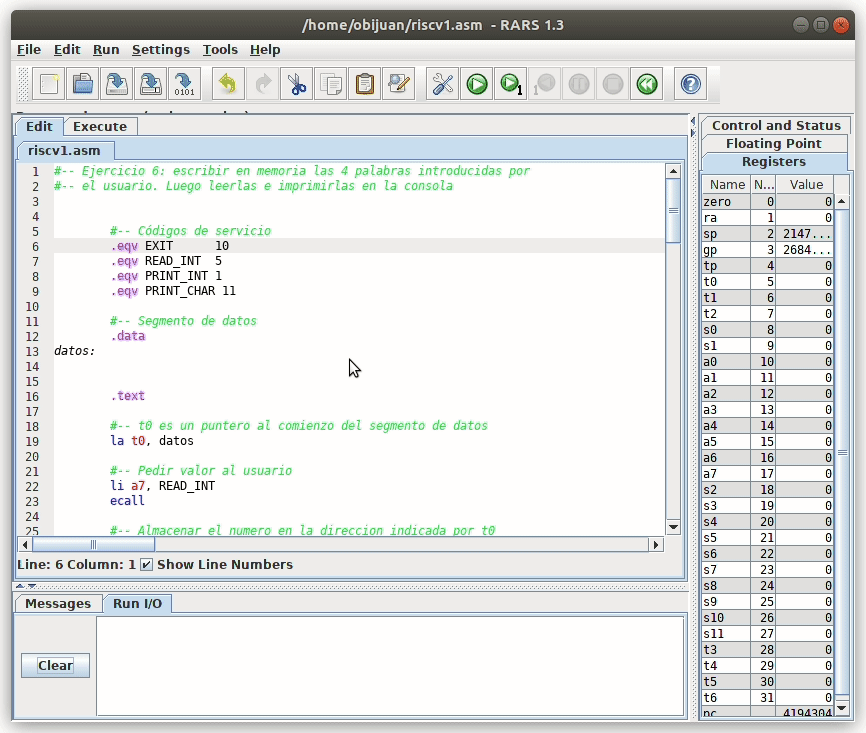 /home/obijuan/riscv1.asm - RARS 1.3
File Edit Run Settings Tools Help
Edit Execute
riscv1.asm
1 #-- Ejercicio 6: escribir en memoria las 4 palabras introducidas por
2 #-- el usuario. Luego leerlas e imprimirlas en la consola
3
4
5 #-- Códigos de servicio
6 .eqv EXIT 10
7 .eqv READ_INT 5
8 .eqv PRINT_INT 1
9 .eqv PRINT_CHAR 11
10
11 #-- Segmento de datos
12 .data
13 datos:
14
15
16 .text
17
18 #-- t0 es un puntero al comienzo del segmento de datos
19 la t0, datos
20
21 #-- Pedir valor al usuario
22 li a7, READ_INT
23 ecall
24
25 #-- Almacenar el numero en la direccion indicada por t0
Line: 6 Column: 1 Show Line Numbers
Messages Run I/O
Clear
Control and Status
Floating Point
Registers
Name N... Value
zero 0 0
ra 1 0
sp 2 2147...
gp 3 2684...
tp 4 0
t0 5 0
t1 6 0
t2 7 0
s0 8 0
s1 9 0
a0 10 0
a1 11 0
a2 12 0
a3 13 0
a4 14 0
a5 15 0
a6 16 0
a7 17 0
s2 18 0
s3 19 0
s4 20 0
s5 21 0
s6 22 0
s7 23 0
s8 24 0
s9 25 0
s10 26 0
s11 27 0
t3 28 0
t4 29 0
t5 30 0
t6 31 0
pc 4194304